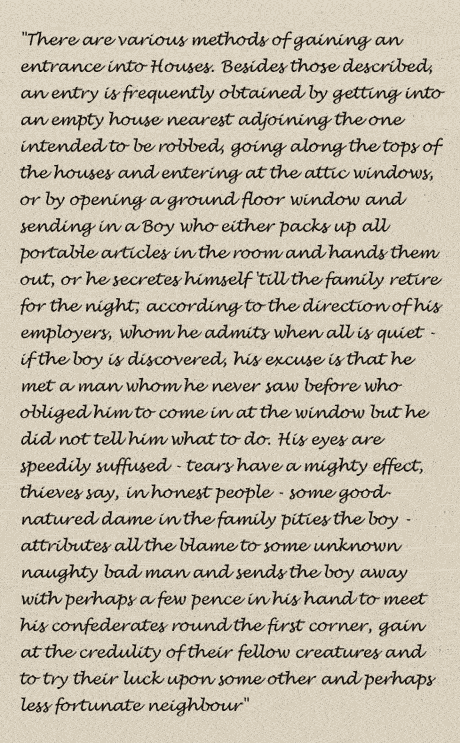 "There are various methods of gaining an
entrance into Houses. Besides those described,
an entry is frequently obtained by getting into
an empty house nearest adjoining the one
intended to be robbed, going along the tops of
the houses and entering at the attic windows,
or by opening a ground floor window and
sending in a Boy who either packs up all
portable articles in the room and hands them
out, or he secretes himself 'till the family retire
for the night; according to the direction of his
employers, whom he admits when all is quiet -
if the boy is discovered, his excuse is that he
met a man whom he never saw before who
obliged him to come in at the window but he
did not tell him what to do. His eyes are
speedily suffused - tears have a mighty effect,
thieves say, in honest people - some good-
natured dame in the family pities the boy -
attributes all the blame to some unknown
naughty bad man and sends the boy away
with perhaps a few pence in his hand to meet
his confederates round the first corner, gain
at the credulity of their fellow creatures and
to try their luck upon some other and perhaps
less fortunate neighbour"